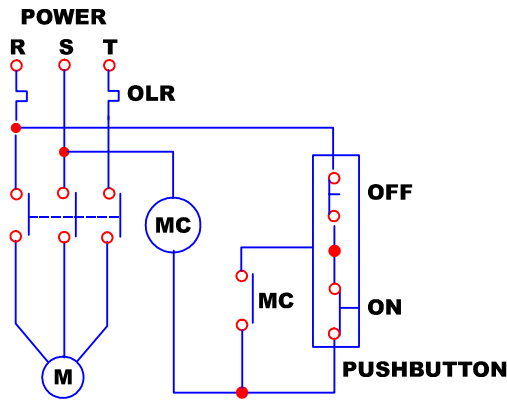 POWER
R S T
OLR
OFF
MC
MC
ON
PUSHBUTTON
M